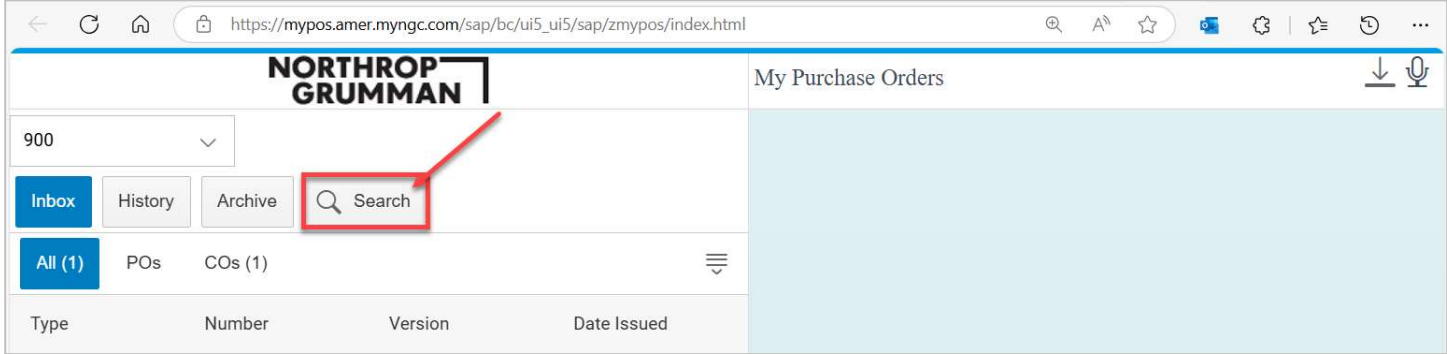 https://mypos.amer.myngc.com/sap/bc/ui5_ui5/sap/zmypos/index.html
NORTHROP
GRUMMAN
My Purchase Orders
900
Inbox History Archive Search
All (1) POs COs (1)
Type Number Version Date Issued